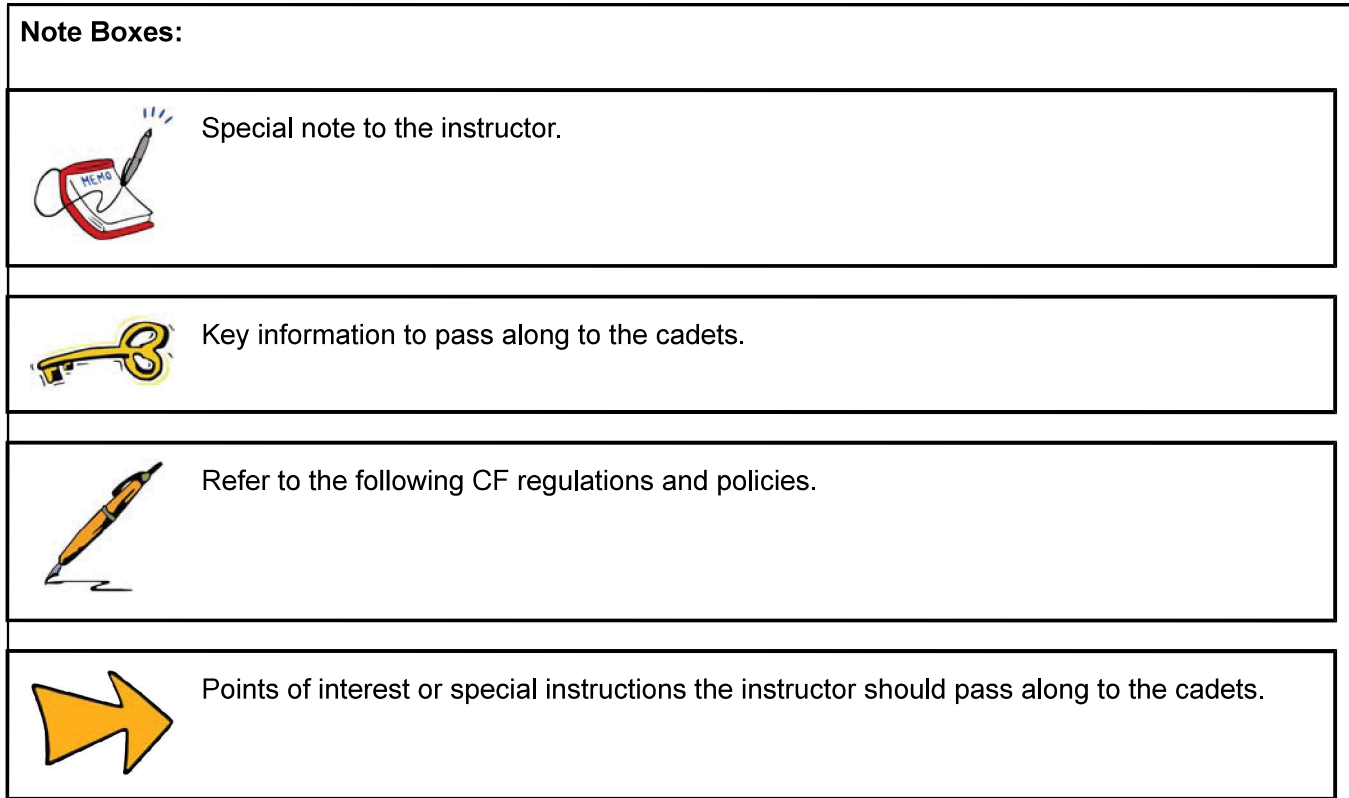 Note Boxes:
Special note to the instructor.
MEMO
Key information to pass along to the cadets.
Refer to the following CF regulations and policies.
Points of interest or special instructions the instructor should pass along to the cadets.